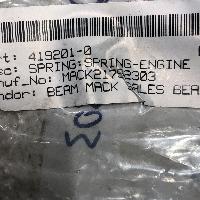 rt: 419201-0
sc: SPRING:SPRING-ENGINE
nuf_No: MACK21792303
ndor: BEAM MACK SALES BEA